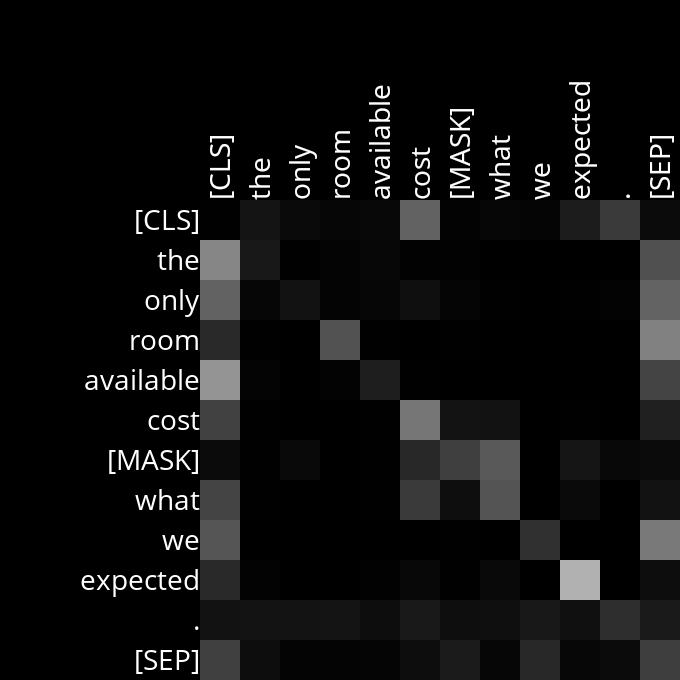 [CLS]
the
only
room
available
cost
[MASK]
what
we
expected
.
[SEP]
[CLS]
the
only
room
available
cost
[MASK]
what
we
expected
.
[SEP]